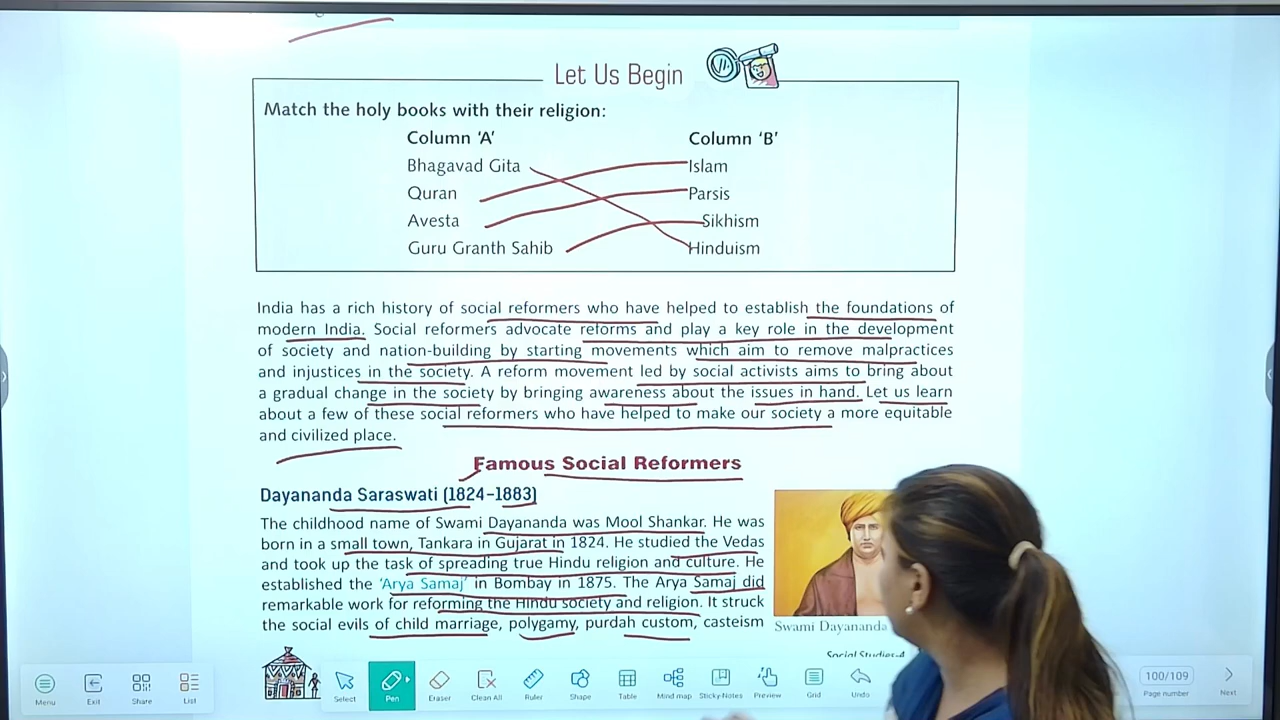 Let Us Begin
Match the holy books with their religion:
Column 'A' Column 'B'
Bhagavad Gita Islam
Quran Parsis
Avesta Sikhism
Guru Granth Sahib Hinduism
India has a rich history of social reformers who have helped to establish the foundations of
modern India. Social reformers advocate reforms and play a key role in the development
of society and nation-building by starting movements which aim to remove malpractices
and injustices in the society. A reform movement led by social activists aims to bring about
a gradual change in the society by bringing awareness about the issues in hand. Let us learn
about a few of these social reformers who have helped to make our society a more equitable
and civilized place.
Famous Social Reformers
Dayananda Saraswati (1824–1883)
The childhood name of Swami Dayananda was Mool Shankar. He was
born in a small town, Tankara in Gujarat in 1824. He studied the Vedas
and took up the task of spreading true Hindu religion and culture. He
established the 'Arya Samaj' in Bombay in 1875. The Arya Samaj did
remarkable work for reforming the Hindu society and religion. It struck
the social evils of child marriage, polygamy, purdah custom, casteism
Swami Dayananda
Social Studies-4
Menu Exit Share List Select Pen Eraser Clean All Ruler Shape Table Mind map Sticky-Notes Preview Grid Undo
100/109
Page number
Next